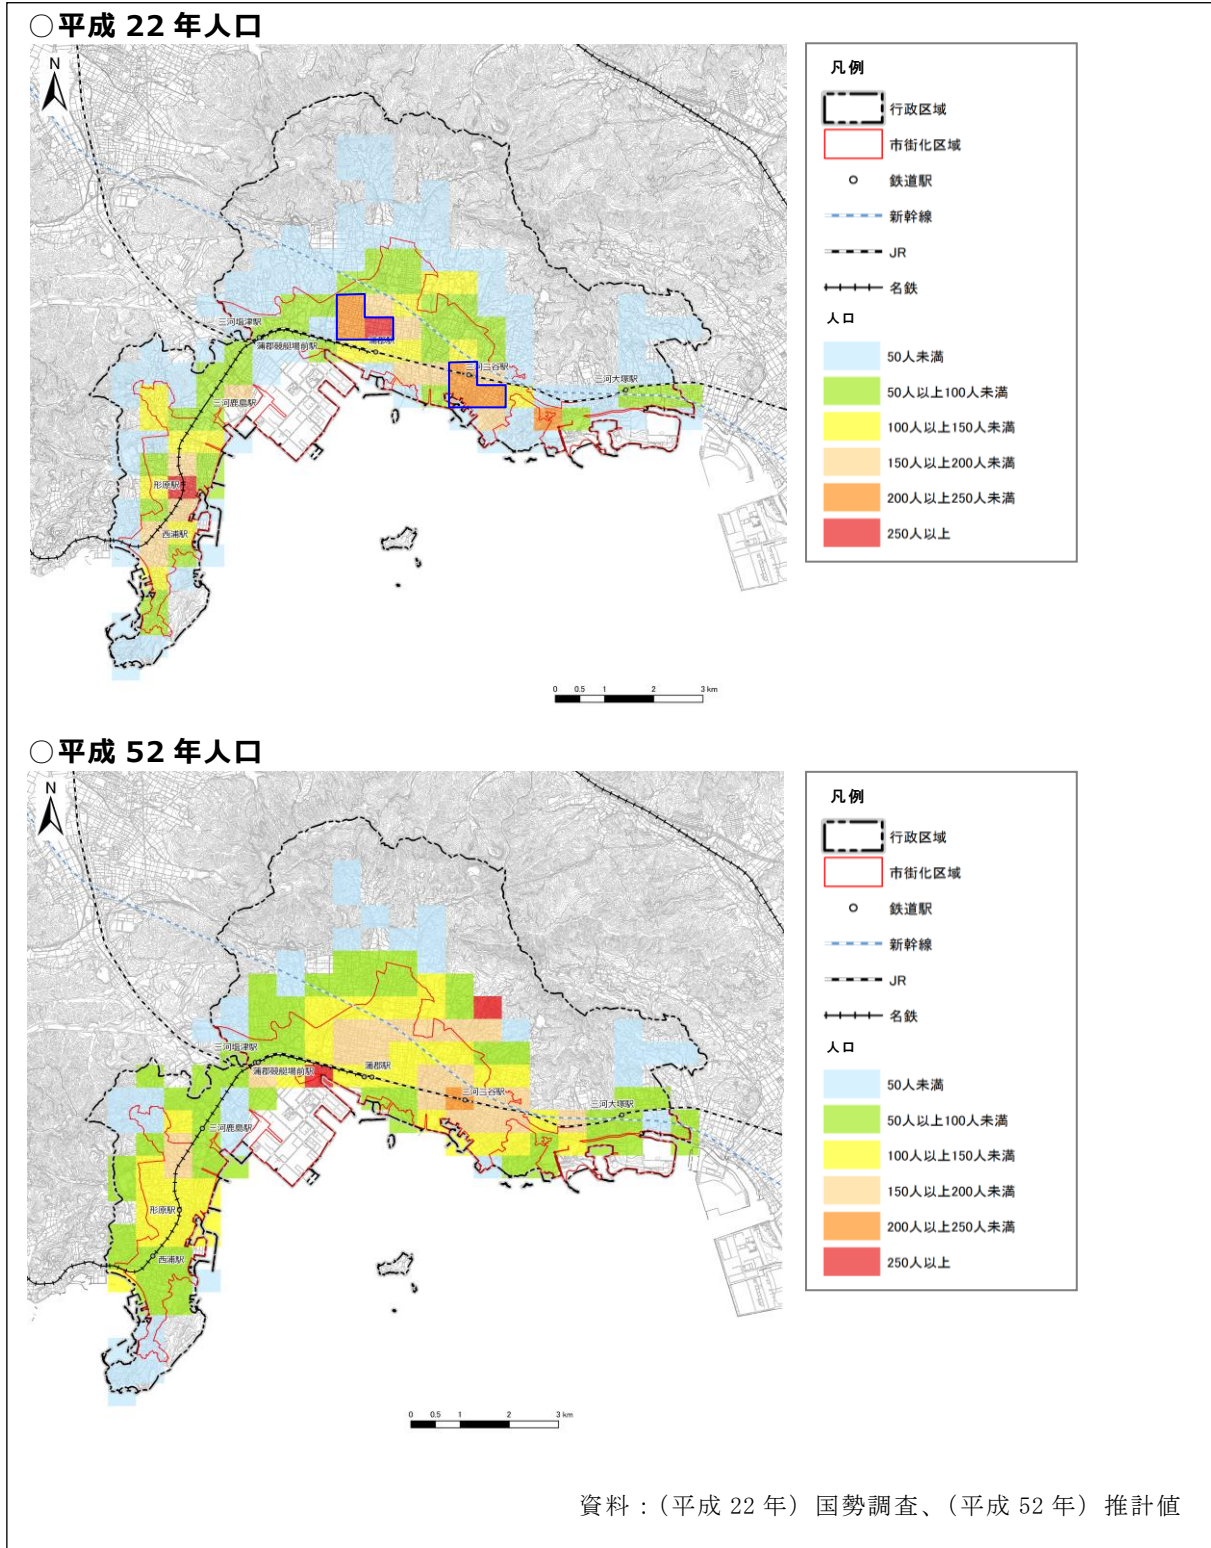 ○平成 22 年人口
N
三河塩津駅
蒲郡競艇場前駅
蒲郡駅
三河三谷駅
三河大塚駅
三河鹿島駅
形原駅
西浦駅
0 0.5 1 2 3 km
凡例
行政区域
市街化区域
鉄道駅
新幹線
JR
名鉄
人口
50人未満
50人以上100人未満
100人以上150人未満
150人以上200人未満
200人以上250人未満
250人以上
○平成 52 年人口
N
三河塩津駅
蒲郡競艇場前駅
蒲郡駅
三河三谷駅
三河大塚駅
三河鹿島駅
形原駅
西浦駅
0 0.5 1 2 3 km
凡例
行政区域
市街化区域
鉄道駅
新幹線
JR
名鉄
人口
50人未満
50人以上100人未満
100人以上150人未満
150人以上200人未満
200人以上250人未満
250人以上
資料：（平成 22 年）国勢調査、（平成 52 年）推計値